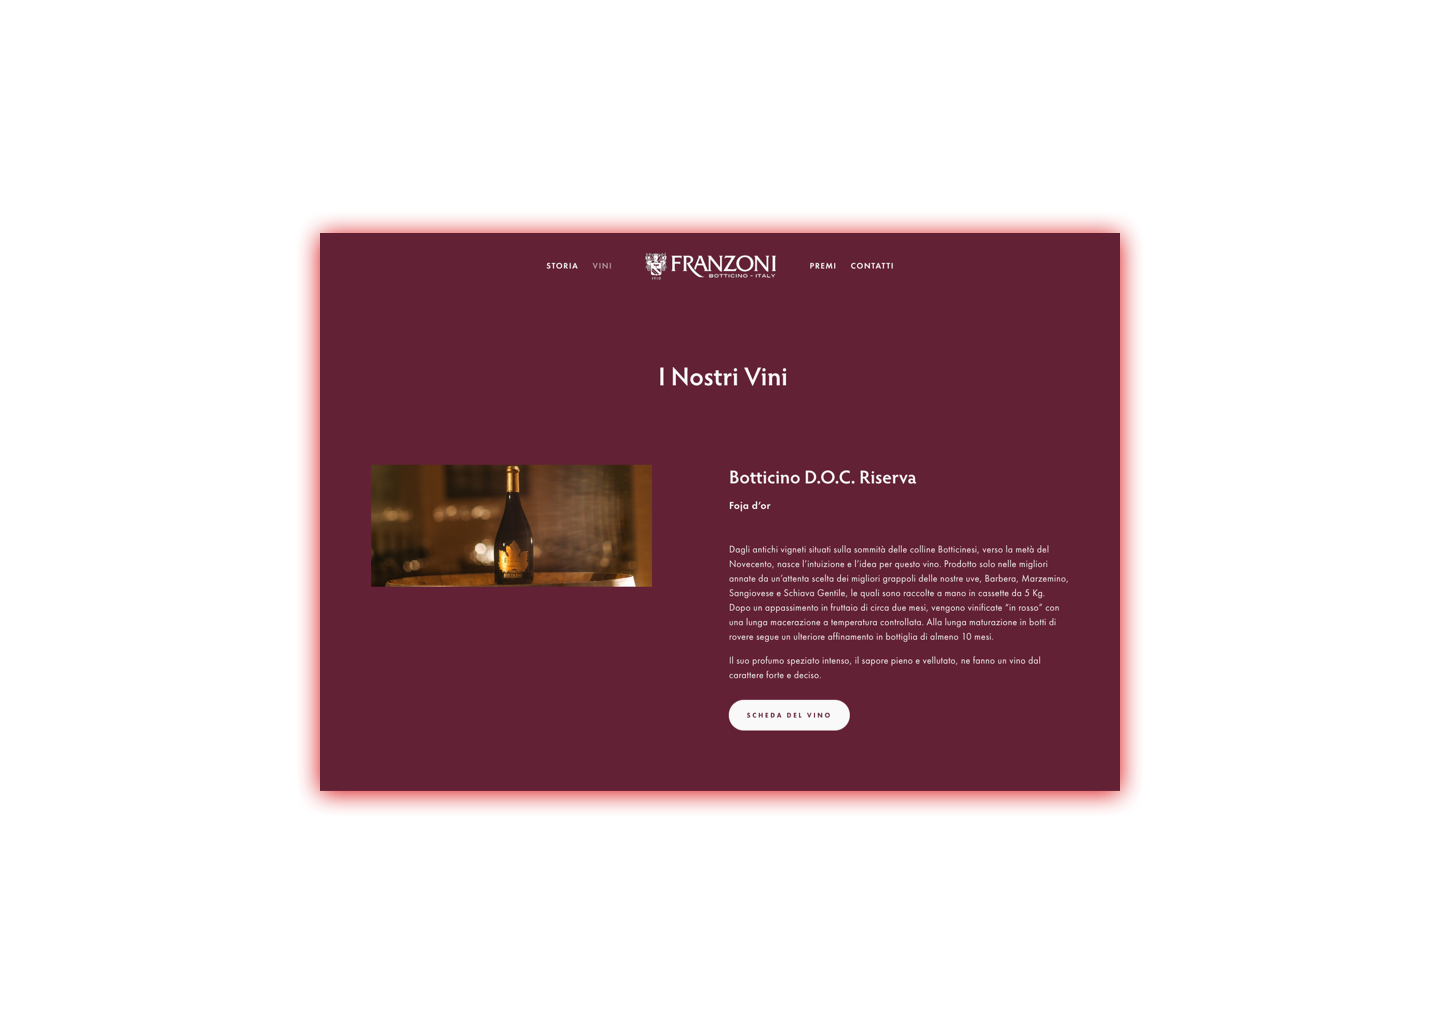 STORIA VINI FRANZONI PREMI CONTATTI
BOTTICINO - ITALY
I Nostri Vini
Botticino D.O.C. Riserva
Foja d’or
Dagli antichi vigneti situati sulla sommità delle colline Botticinesi, verso la metà del
Novecento, nasce l’intuizione e l’idea per questo vino. Prodotto solo nelle migliori
annate da un’attenta scelta dei migliori grappoli delle nostre uve, Barbera, Marzemino,
Sangiovese e Schiava Gentile, le quali sono raccolte a mano in cassette da 5 Kg.
Dopo un appassimento in fruttaio di circa due mesi, vengono vinificate “in rosso” con
una lunga macerazione a temperatura controllata. Alla lunga maturazione in botti di
rovere segue un ulteriore affinamento in bottiglia di almeno 10 mesi.
Il suo profumo speziato intenso, il sapore pieno e vellutato, ne fanno un vino dal
carattere forte e deciso.
SCHEDA DEL VINO